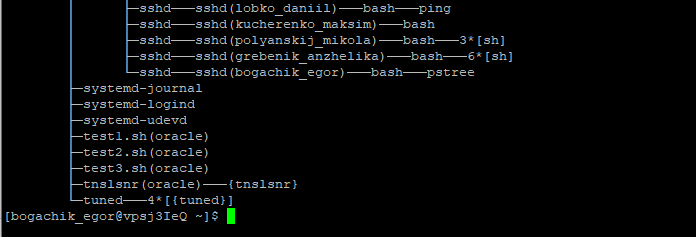 │      ├─sshd───sshd(lobko_daniil)───bash───ping
│      ├─sshd───sshd(kucherenko_maksim)───bash
│      ├─sshd───sshd(polyanskij_mikola)───bash───3*[sh]
│      ├─sshd───sshd(grebenik_anzhelika)───bash───6*[sh]
│      └─sshd───sshd(bogachik_egor)───bash───pstree
├─systemd-journal
├─systemd-logind
├─systemd-udevd
├─test1.sh(oracle)
├─test2.sh(oracle)
├─test3.sh(oracle)
├─tnslsnr(oracle)───{tnslsnr}
└─tuned───4*[{tuned}]
[bogachik_egor@vpsj3IeQ ~]$